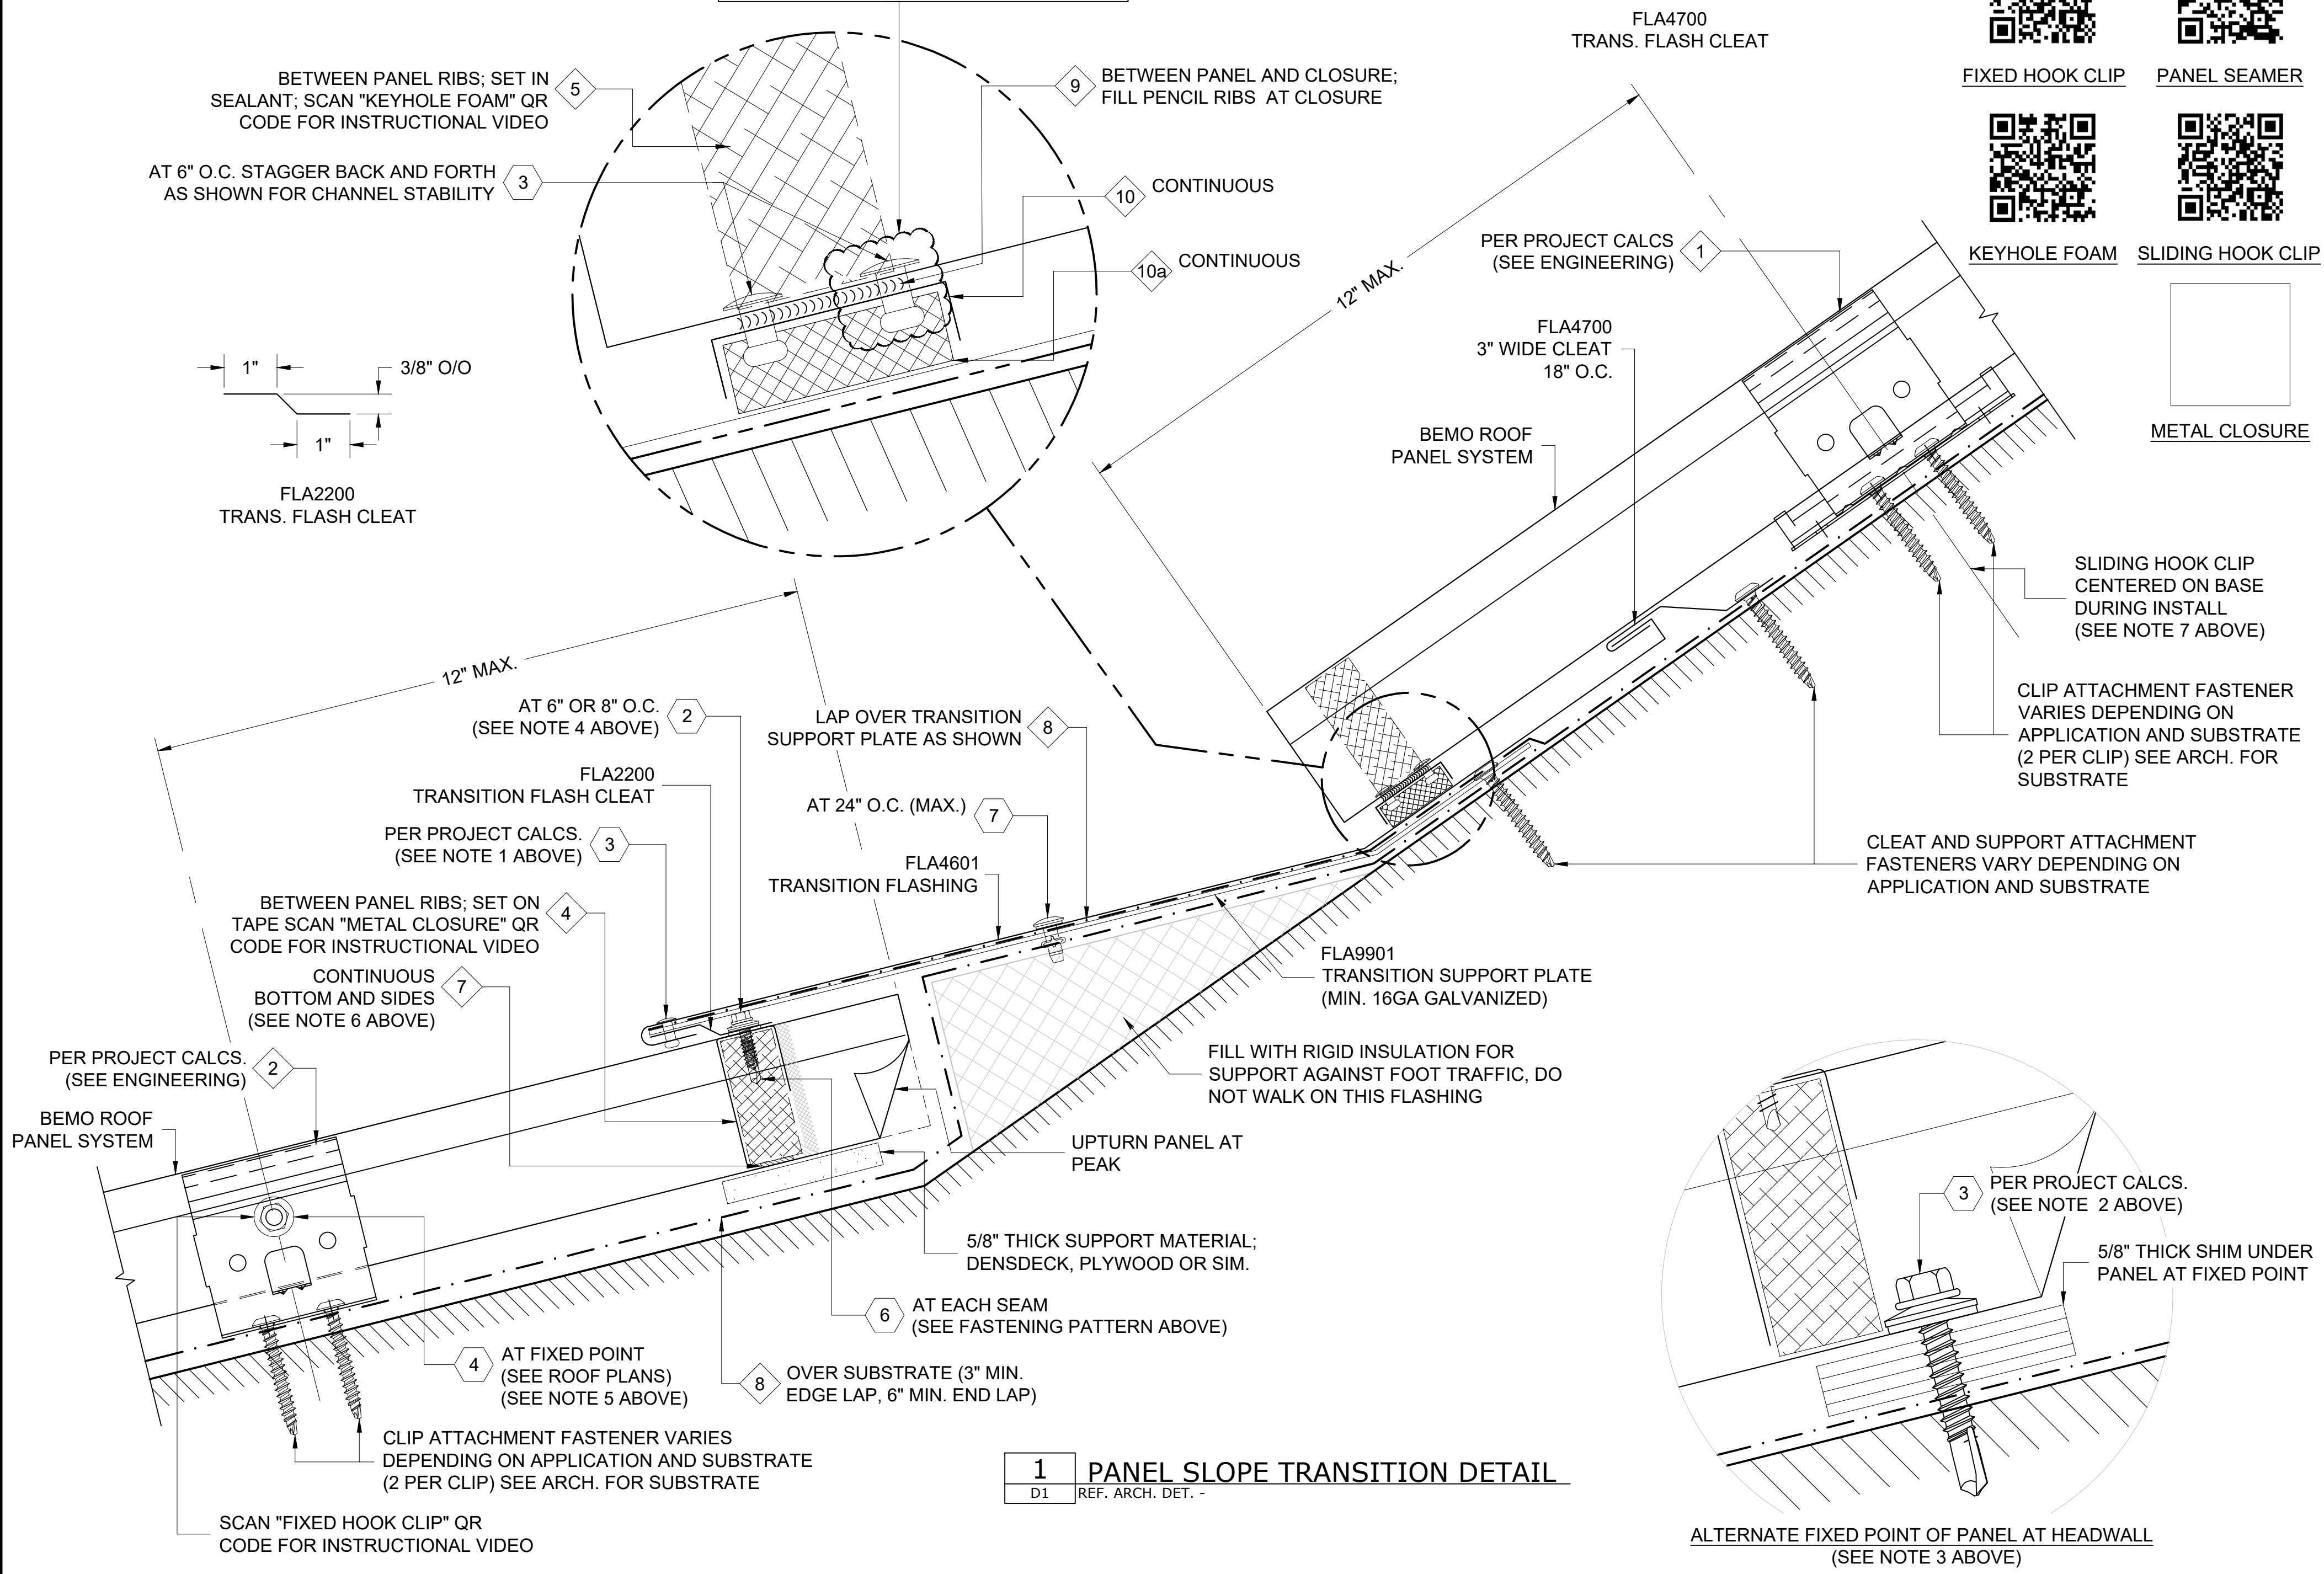 FLA4700
TRANS. FLASH CLEAT
FIXED HOOK CLIP
PANEL SEAMER
KEYHOLE FOAM
SLIDING HOOK CLIP
METAL CLOSURE
BETWEEN PANEL RIBS; SET IN
SEALANT; SCAN "KEYHOLE FOAM" QR
CODE FOR INSTRUCTIONAL VIDEO
5
AT 6" O.C. STAGGER BACK AND FORTH
AS SHOWN FOR CHANNEL STABILITY
3
9
BETWEEN PANEL AND CLOSURE;
FILL PENCIL RIBS AT CLOSURE
10
CONTINUOUS
10a
CONTINUOUS
1"
3/8" O/O
1"
FLA2200
TRANS. FLASH CLEAT
12" MAX.
PER PROJECT CALCS
(SEE ENGINEERING)
1
FLA4700
3" WIDE CLEAT
18" O.C.
BEMO ROOF
PANEL SYSTEM
SLIDING HOOK CLIP
CENTERED ON BASE
DURING INSTALL
(SEE NOTE 7 ABOVE)
CLIP ATTACHMENT FASTENER
VARIES DEPENDING ON
APPLICATION AND SUBSTRATE
(2 PER CLIP) SEE ARCH. FOR
SUBSTRATE
CLEAT AND SUPPORT ATTACHMENT
FASTENERS VARY DEPENDING ON
APPLICATION AND SUBSTRATE
12" MAX.
AT 6" OR 8" O.C.
(SEE NOTE 4 ABOVE)
2
LAP OVER TRANSITION
SUPPORT PLATE AS SHOWN
8
FLA2200
TRANSITION FLASH CLEAT
AT 24" O.C. (MAX.)
7
PER PROJECT CALCS.
(SEE NOTE 1 ABOVE)
3
FLA4601
TRANSITION FLASHING
BETWEEN PANEL RIBS; SET ON
TAPE SCAN "METAL CLOSURE" QR
CODE FOR INSTRUCTIONAL VIDEO
4
CONTINUOUS
BOTTOM AND SIDES
(SEE NOTE 6 ABOVE)
7
FLA9901
TRANSITION SUPPORT PLATE
(MIN. 16GA GALVANIZED)
PER PROJECT CALCS.
(SEE ENGINEERING)
2
FILL WITH RIGID INSULATION FOR
SUPPORT AGAINST FOOT TRAFFIC, DO
NOT WALK ON THIS FLASHING
BEMO ROOF
PANEL SYSTEM
UPTURN PANEL AT
PEAK
5/8" THICK SUPPORT MATERIAL;
DENSDECK, PLYWOOD OR SIM.
6
AT EACH SEAM
(SEE FASTENING PATTERN ABOVE)
4
AT FIXED POINT
(SEE ROOF PLANS)
(SEE NOTE 5 ABOVE)
8
OVER SUBSTRATE (3" MIN.
EDGE LAP, 6" MIN. END LAP)
CLIP ATTACHMENT FASTENER VARIES
DEPENDING ON APPLICATION AND SUBSTRATE
(2 PER CLIP) SEE ARCH. FOR SUBSTRATE
SCAN "FIXED HOOK CLIP" QR
CODE FOR INSTRUCTIONAL VIDEO
1
D1
PANEL SLOPE TRANSITION DETAIL
REF. ARCH. DET. -
3
PER PROJECT CALCS.
(SEE NOTE 2 ABOVE)
5/8" THICK SHIM UNDER
PANEL AT FIXED POINT
ALTERNATE FIXED POINT OF PANEL AT HEADWALL
(SEE NOTE 3 ABOVE)